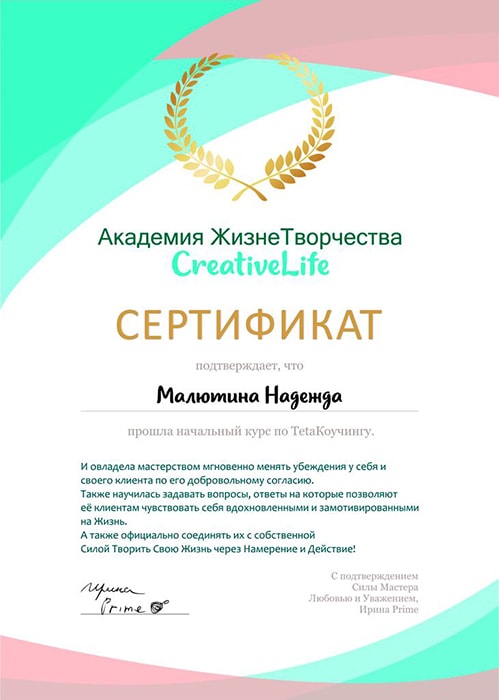 Академия ЖизнеТворчества
CreativeLife
СЕРТИФИКАТ
подтверждает, что
Малютина Надежда
прошла начальный курс по TetaКоучингу.
И овладела мастерством мгновенно менять убеждения у себя и
своего клиента по его добровольному согласию.
Также научилась задавать вопросы, ответы на которые позволяют
её клиентам чувствовать себя вдохновленными и замотивированными
на Жизнь.
А также официально соединять их с собственной
Силой Творить Свою Жизнь через Намерение и Действие!
С подтверждением
Силы Мастера
Любовью и Уважением,
Ирина Prime
Ирина
Prime